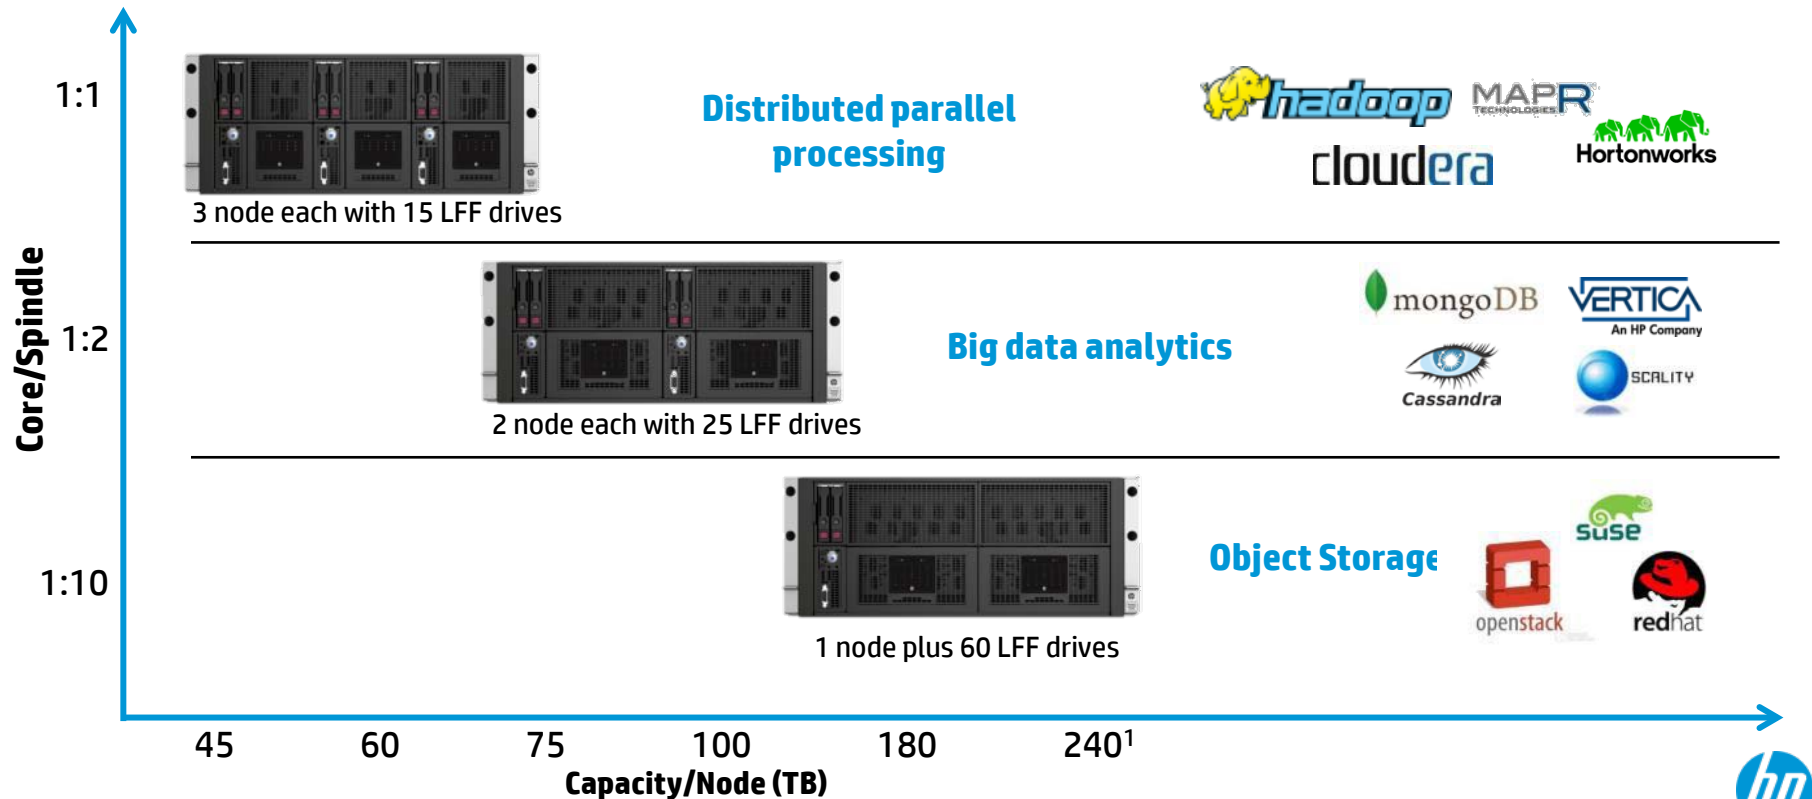 1:1
Distributed parallel
processing
hadoop
MAPR
TECHNOLOGIES
cloudera
Hortonworks
3 node each with 15 LFF drives
Core/Spindle
1:2
Big data analytics
mongoDB
VERTICA
An HP Company
Cassandra
SCALITY
2 node each with 25 LFF drives
1:10
Object Storage
suse
openstack
redhat
1 node plus 60 LFF drives
45 60 75 100 180 240¹
Capacity/Node (TB)
hp